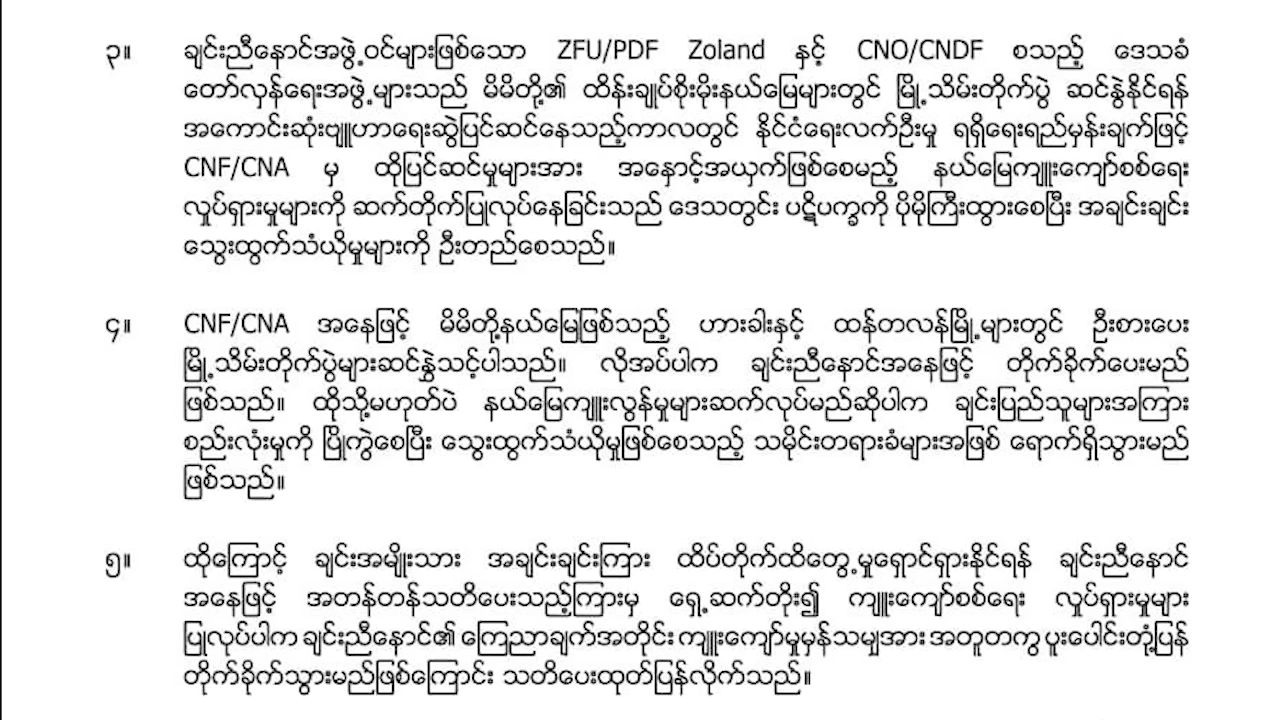 ၃။ ချင်းညီနောင်အဖွဲ့ဝင်များဖြစ်သော ZFU/PDF Zoland နှင့် CNO/CNDF စသည့် ဒေသခံ
တော်လှန်ရေးအဖွဲ့များသည် မိမိတို့၏ ထိန်းချုပ်စိုးမိုးနယ်မြေများတွင် မြို့သိမ်းတိုက်ပွဲ ဆင်နွှဲနိုင်ရန်
အကောင်းဆုံးဗျူဟာရေးဆွဲပြင်ဆင်နေသည့်ကာလတွင် နိုင်ငံရေးလက်ဦးမှု ရရှိရေးရည်မှန်းချက်ဖြင့်
CNF/CNA မှ ထိုပြင်ဆင်မှုများအား အနှောင့်အယှက်ဖြစ်စေမည့် နယ်မြေကျူးကျော်စစ်ရေး
လှုပ်ရှားမှုများကို ဆက်တိုက်ပြုလုပ်နေခြင်းသည် ဒေသတွင်း ပဋိပက္ခကို ပိုမိုကြီးထွားစေပြီး အချင်းချင်း
သွေးထွက်သံယိုမှုများကို ဦးတည်စေသည်။
၄။ CNF/CNA အနေဖြင့် မိမိတို့နယ်မြေဖြစ်သည့် ဟားခါးနှင့် ထန်တလန်မြို့များတွင် ဦးစားပေး
မြို့သိမ်းတိုက်ပွဲများဆင်နွှဲသင့်ပါသည်။ လိုအပ်ပါက ချင်းညီနောင်အနေဖြင့် တိုက်ခိုက်ပေးမည်
ဖြစ်သည်။ ထိုသို့မဟုတ်ပဲ နယ်မြေကျူးလွန်မှုများဆက်လုပ်မည်ဆိုပါက ချင်းပြည်သူများအကြား
စည်းလုံးမှုကို ပြိုကွဲစေပြီး သွေးထွက်သံယိုမှုဖြစ်စေသည့် သမိုင်းတရားခံများအဖြစ် ရောက်ရှိသွားမည်
ဖြစ်သည်။
၅။ ထို့ကြောင့် ချင်းအမျိုးသား အချင်းချင်းကြား ထိပ်တိုက်ထိတွေ့မှုရှောင်ရှားနိုင်ရန် ချင်းညီနောင်
အနေဖြင့် အတန်တန်သတိပေးသည့်ကြားမှ ရှေ့ဆက်တိုး၍ ကျူးကျော်စစ်ရေး လှုပ်ရှားမှုများ
ပြုလုပ်ပါက ချင်းညီနောင်၏ ကြေညာချက်အတိုင်း ကျူးကျော်မှုမှန်သမျှအား အတူတကွ ပူးပေါင်းတုံ့ပြန်
တိုက်ခိုက်သွားမည်ဖြစ်ကြောင်း သတိပေးထုတ်ပြန်လိုက်သည်။